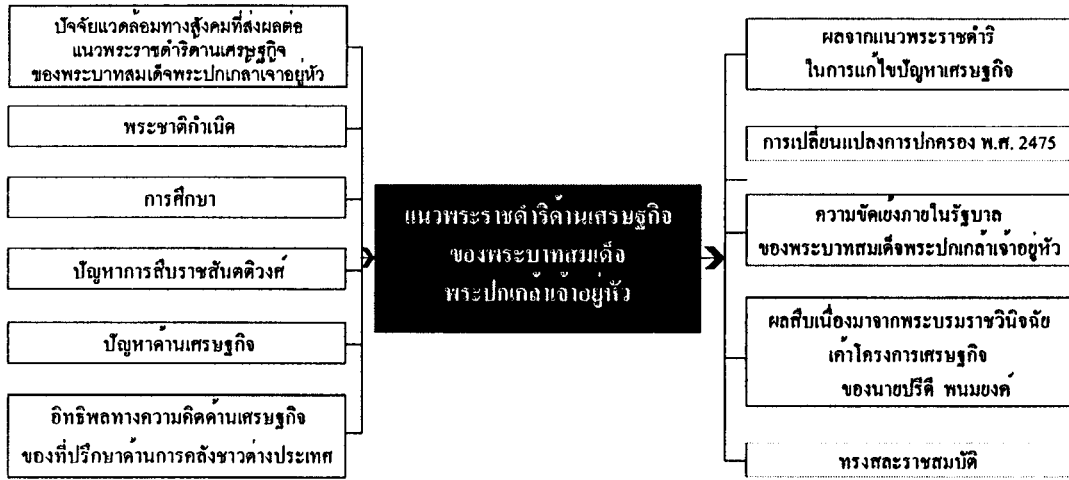 ปัจจัยแวดล้อมทางสังคมที่ส่งผลต่อ
แนวพระราชดำริด้านเศรษฐกิจ
ของพระบาทสมเด็จพระปกเกล้าเจ้าอยู่หัว
พระชาติกำเนิด
การศึกษา
ปัญหาการสืบราชสันตติวงศ์
ปัญหาด้านเศรษฐกิจ
อิทธิพลทางความคิดด้านเศรษฐกิจ
ของที่ปรึกษาด้านการคลังชาวต่างประเทศ
แนวพระราชดำริด้านเศรษฐกิจ
ของพระบาทสมเด็จ
พระปกเกล้าเจ้าอยู่หัว
ผลจากแนวพระราชดำริ
ในการแก้ไขปัญหาเศรษฐกิจ
การเปลี่ยนแปลงการปกครอง พ.ศ. 2475
ความขัดแย้งภายในรัฐบาล
ของพระบาทสมเด็จพระปกเกล้าเจ้าอยู่หัว
ผลสืบเนื่องมาจากพระบรมราชวินิจฉัย
เค้าโครงการเศรษฐกิจ
ของนายปรีดี พนมยงค์
ทรงสละราชสมบัติ